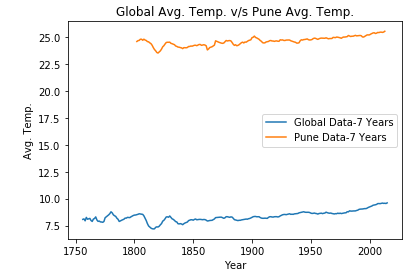 Global Avg. Temp. v/s Pune Avg. Temp.
25.0
22.5
20.0
17.5
15.0
12.5
10.0
7.5
Avg. Temp.
Global Data-7 Years
Pune Data-7 Years
1750 1800 1850 1900 1950 2000
Year